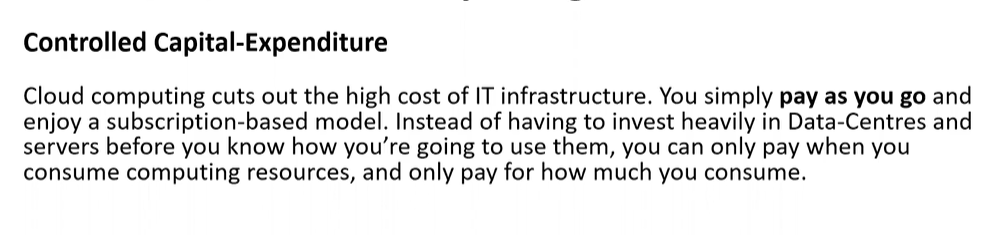 Controlled Capital-Expenditure
Cloud computing cuts out the high cost of IT infrastructure. You simply pay as you go and
enjoy a subscription-based model. Instead of having to invest heavily in Data-Centres and
servers before you know how you’re going to use them, you can only pay when you
consume computing resources, and only pay for how much you consume.